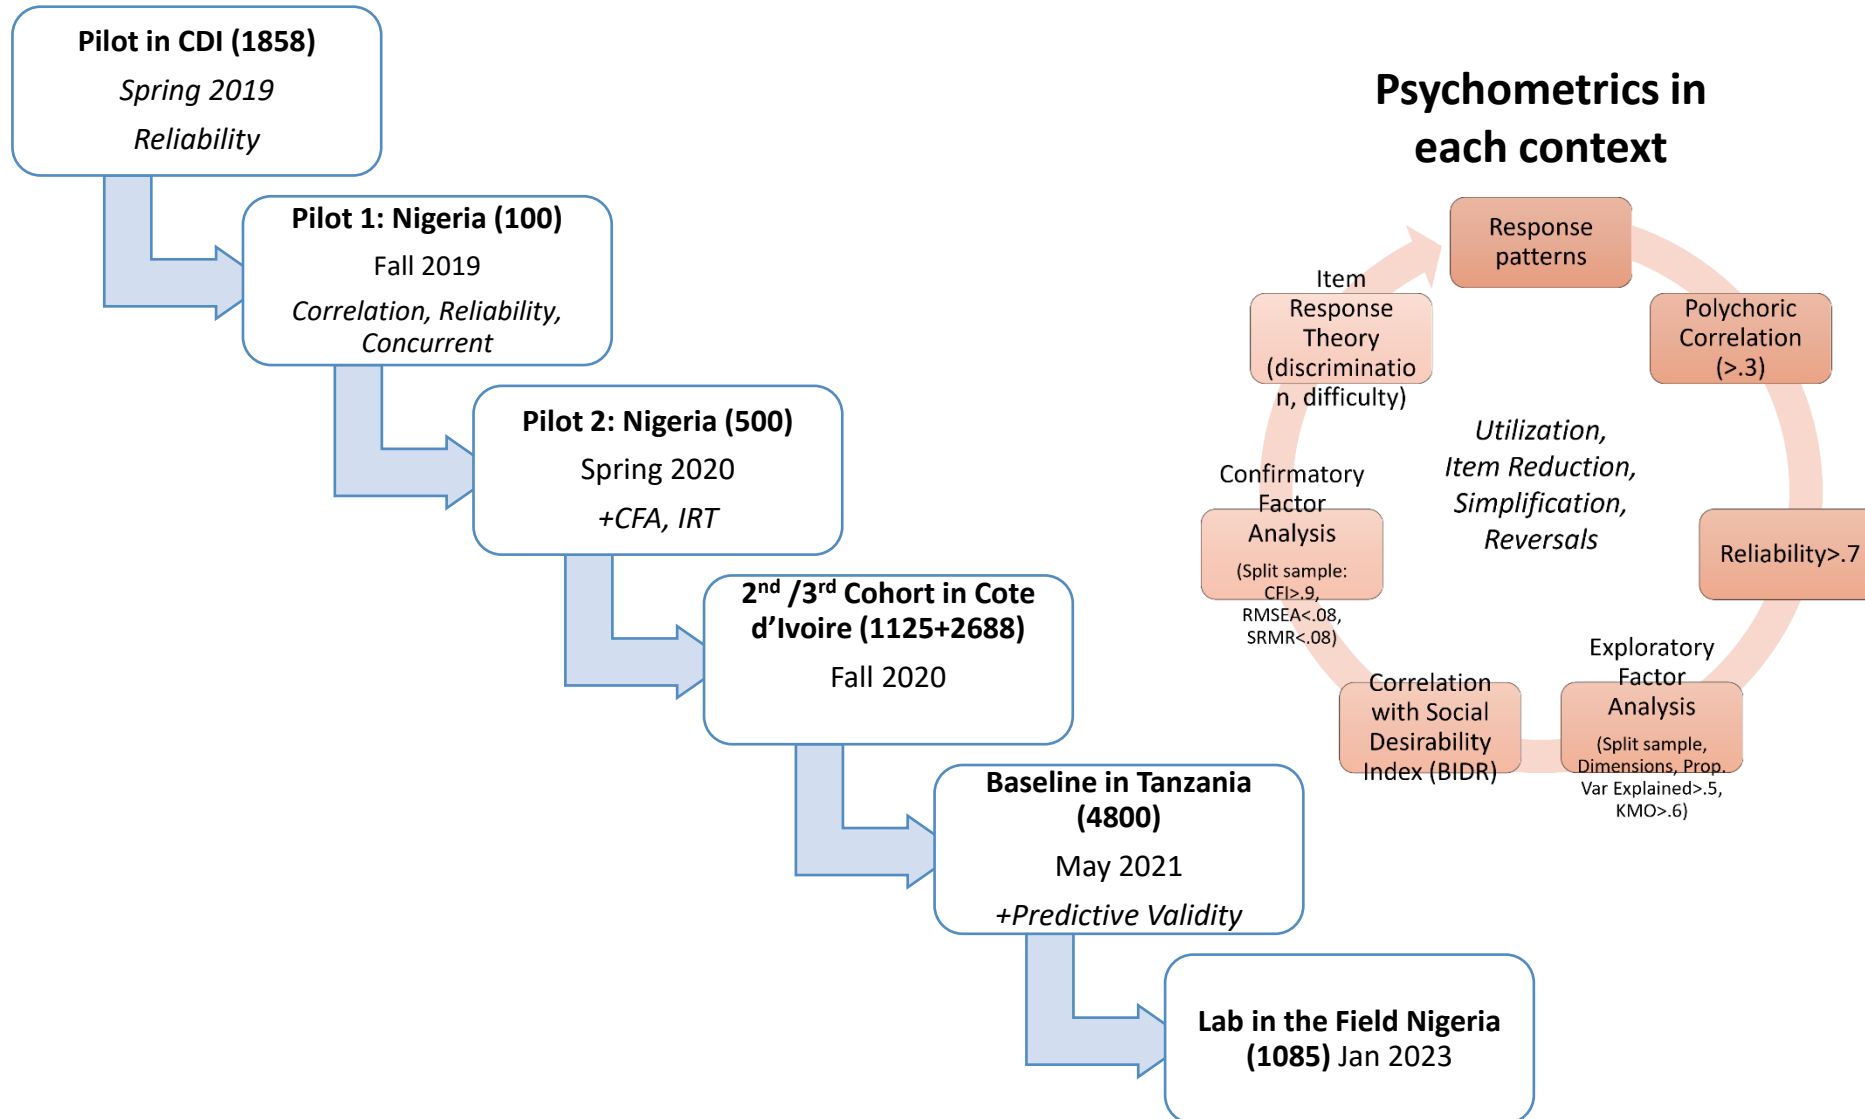 Pilot in CDI (1858)
Spring 2019
Reliability
Pilot 1: Nigeria (100)
Fall 2019
Correlation, Reliability,
Concurrent
Pilot 2: Nigeria (500)
Spring 2020
+CFA, IRT
2nd /3rd Cohort in Cote
d’Ivoire (1125+2688)
Fall 2020
Baseline in Tanzania
(4800)
May 2021
+Predictive Validity
Lab in the Field Nigeria
(1085) Jan 2023
Psychometrics in
each context
Response
patterns
Polychoric
Correlation
(>.3)
Reliability>.7
Exploratory
Factor
Analysis
(Split sample,
Dimensions, Prop.
Var Explained>.5,
KMO>.6)
Correlation
with Social
Desirability
Index (BIDR)
Confirmatory
Factor
Analysis
(Split sample:
CFI>.9,
RMSEA<.08,
SRMR<.08)
Item
Response
Theory
(discriminatio
n, difficulty)
Utilization,
Item Reduction,
Simplification,
Reversals